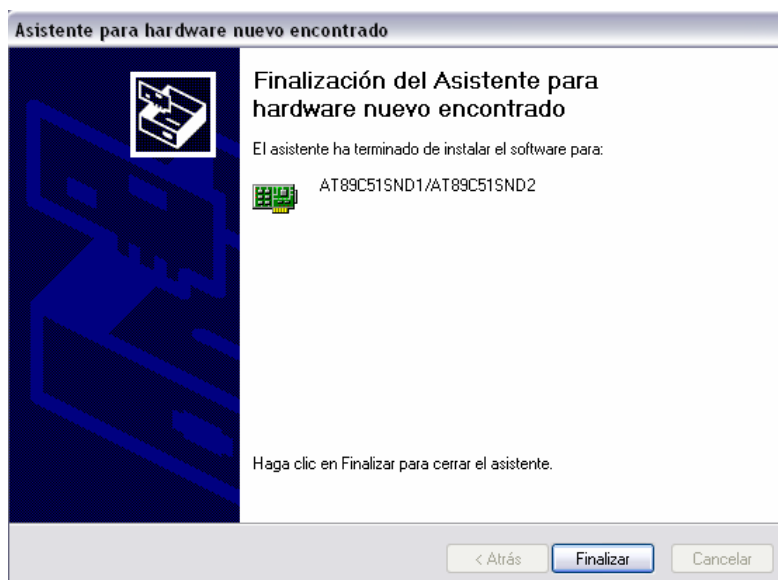 Asistente para hardware nuevo encontrado
Finalización del Asistente para
hardware nuevo encontrado
El asistente ha terminado de instalar el software para:
AT89C51SND1/AT89C51SND2
Haga clic en Finalizar para cerrar el asistente.
< Atrás
Finalizar
Cancelar